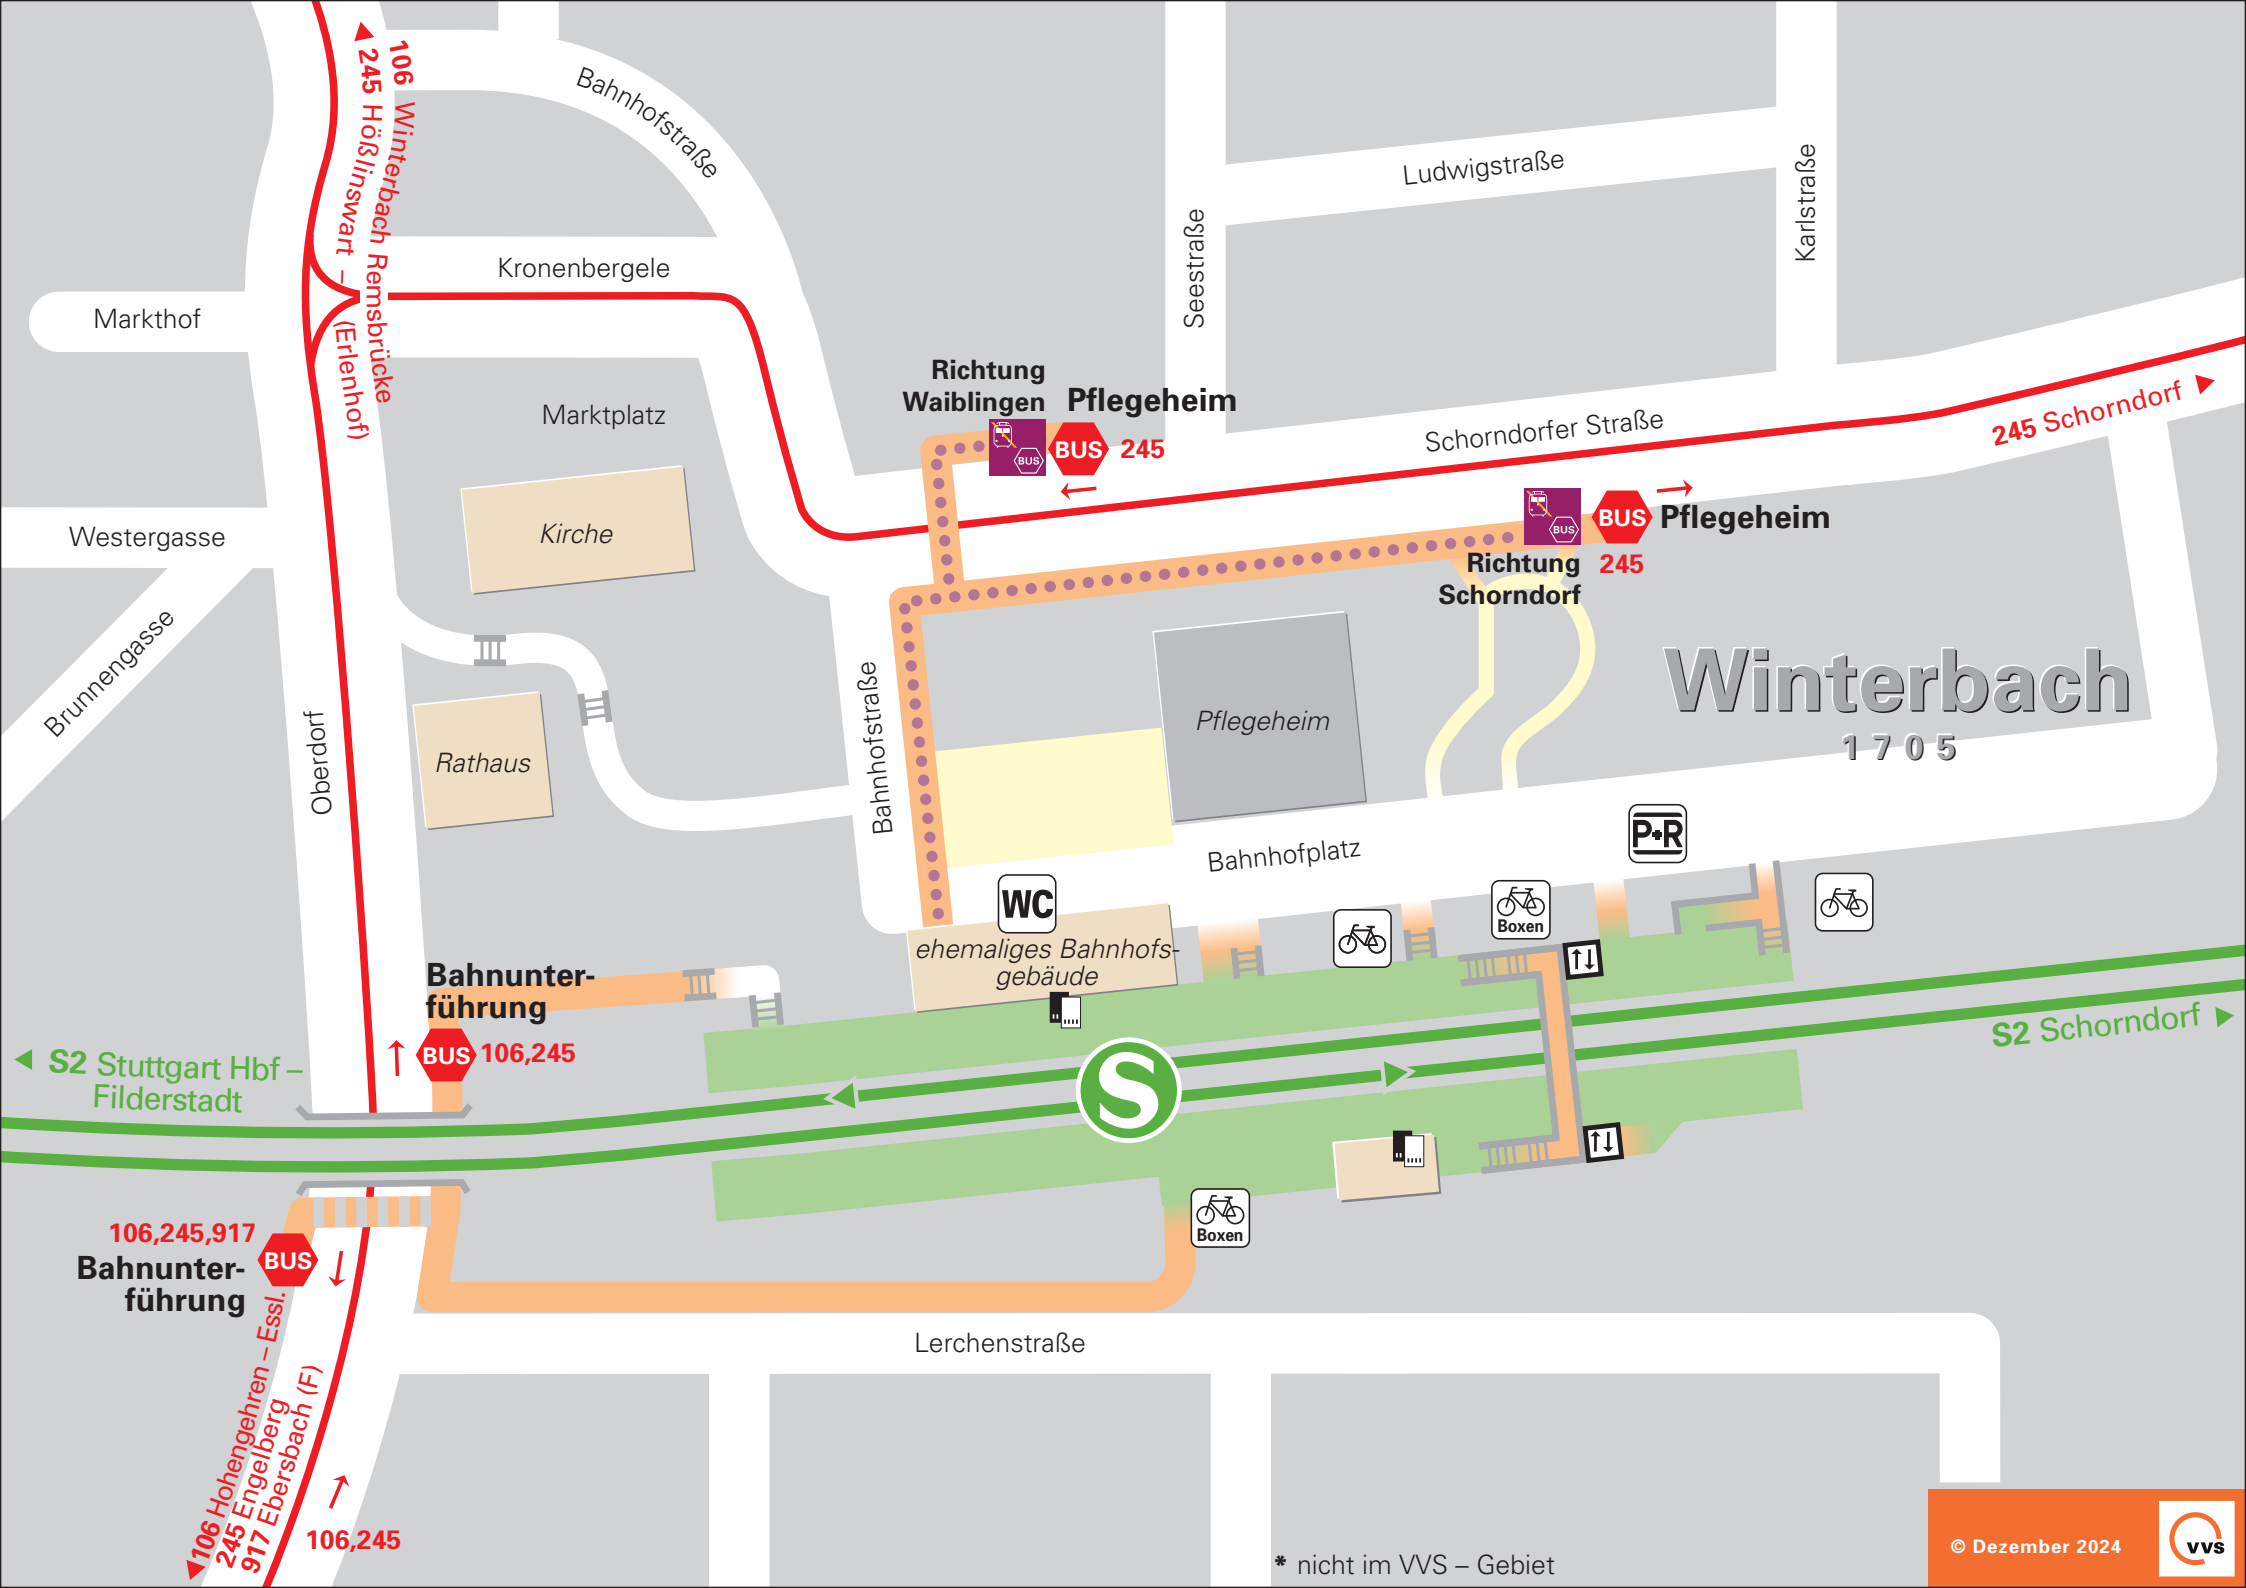 106 Winterbach Remsbrücke
245 Hößlinswart –
(Erlenhof)
Bahnhofstraße
Ludwigstraße
Karlstraße
Seestraße
Kronenbergele
Markthof
Richtung
Waiblingen
Pflegeheim
BUS
BUS
245
Marktplatz
Schorndorfer Straße
245 Schorndorf
Kirche
Westergasse
BUS
BUS
Pflegeheim
Richtung
Schorndorf
245
Brunnengasse
Oberdorf
Rathaus
Bahnhofstraße
Pflegeheim
Winterbach
1705
Bahnhofplatz
P+R
WC
Boxen
ehemaliges Bahnhofs-
gebäude
Bahnunter-
führung
BUS
106,245
S2 Stuttgart Hbf –
Filderstadt
S
S2 Schorndorf
106,245,917
BUS
Bahnunter-
führung
Boxen
Lerchenstraße
106 Hohengehren – Essl.
245 Engelberg
917 Ebersbach (F)
106,245
* nicht im VVS – Gebiet
© Dezember 2024
VVS